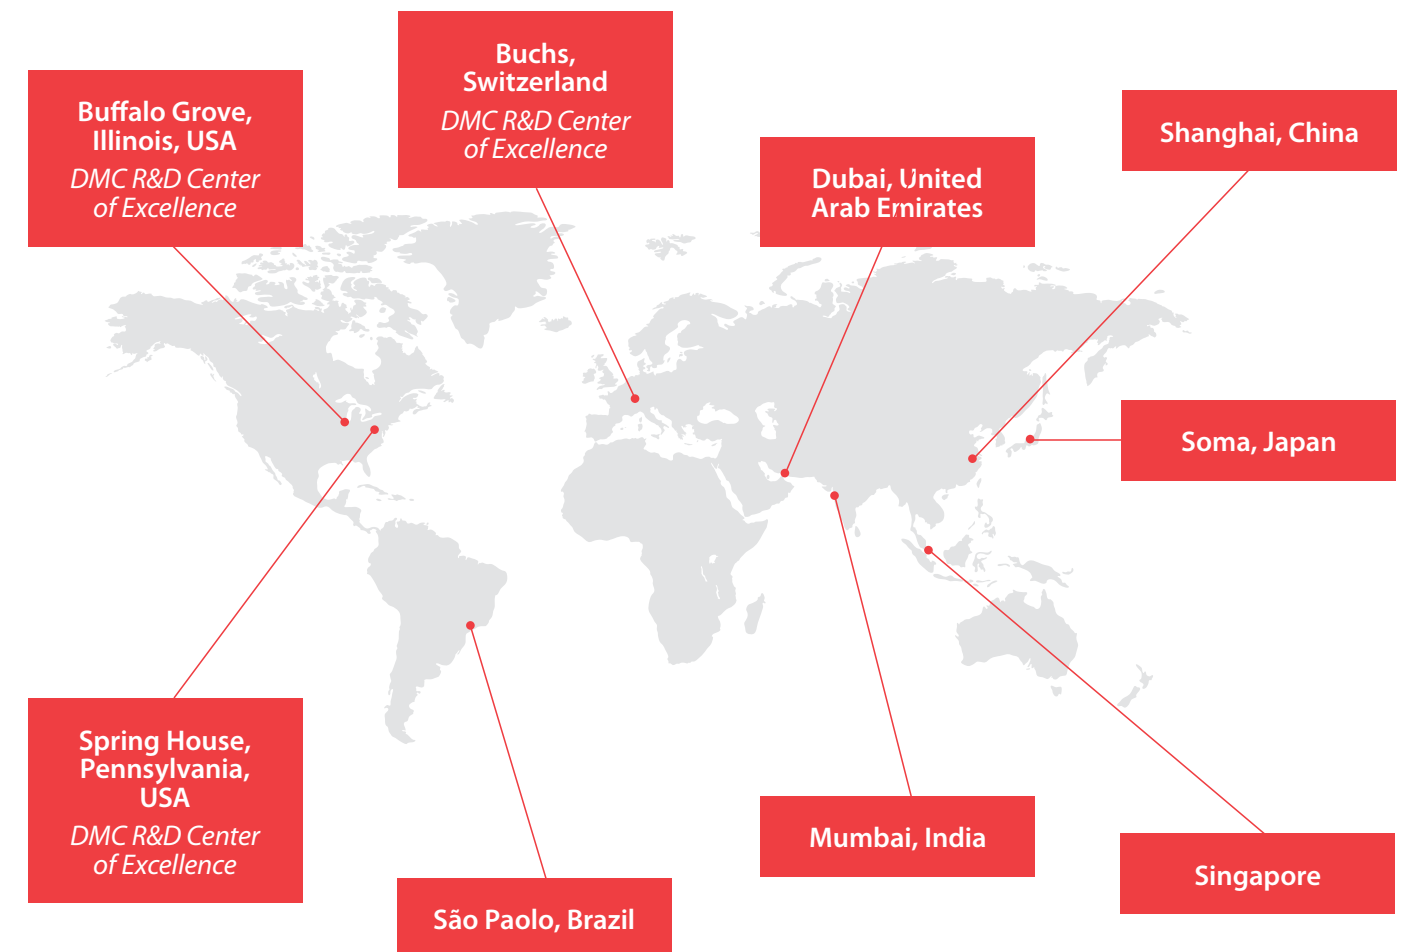 Buffalo Grove,
Illinois, USA
DMC R&D Center
of Excellence
Buchs,
Switzerland
DMC R&D Center
of Excellence
Dubai, United
Arab Emirates
Shanghai, China
Soma, Japan
Spring House,
Pennsylvania,
USA
DMC R&D Center
of Excellence
São Paolo, Brazil
Mumbai, India
Singapore